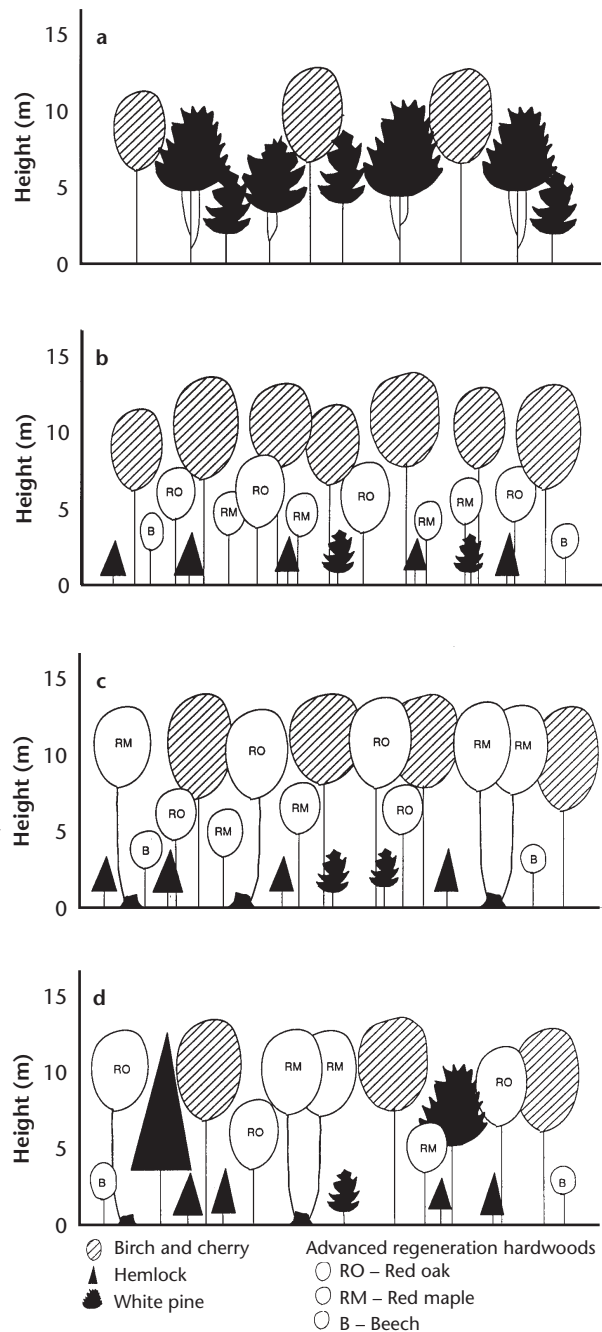 Height (m)
15
a
10
5
0
Height (m)
15
b
10
RO
RO
RO
RO
5
RM
RM
RM
RM
B
B
0
Height (m)
15
c
RM
RO
RO
RM
RM
10
RO
RM
RM
RO
5
B
B
0
Height (m)
15
d
10
RO
RM
RM
RO
5
RO
RM
B
B
0
Birch and cherry
Hemlock
White pine
Advanced regeneration hardwoods
RO – Red oak
RM – Red maple
B – Beech